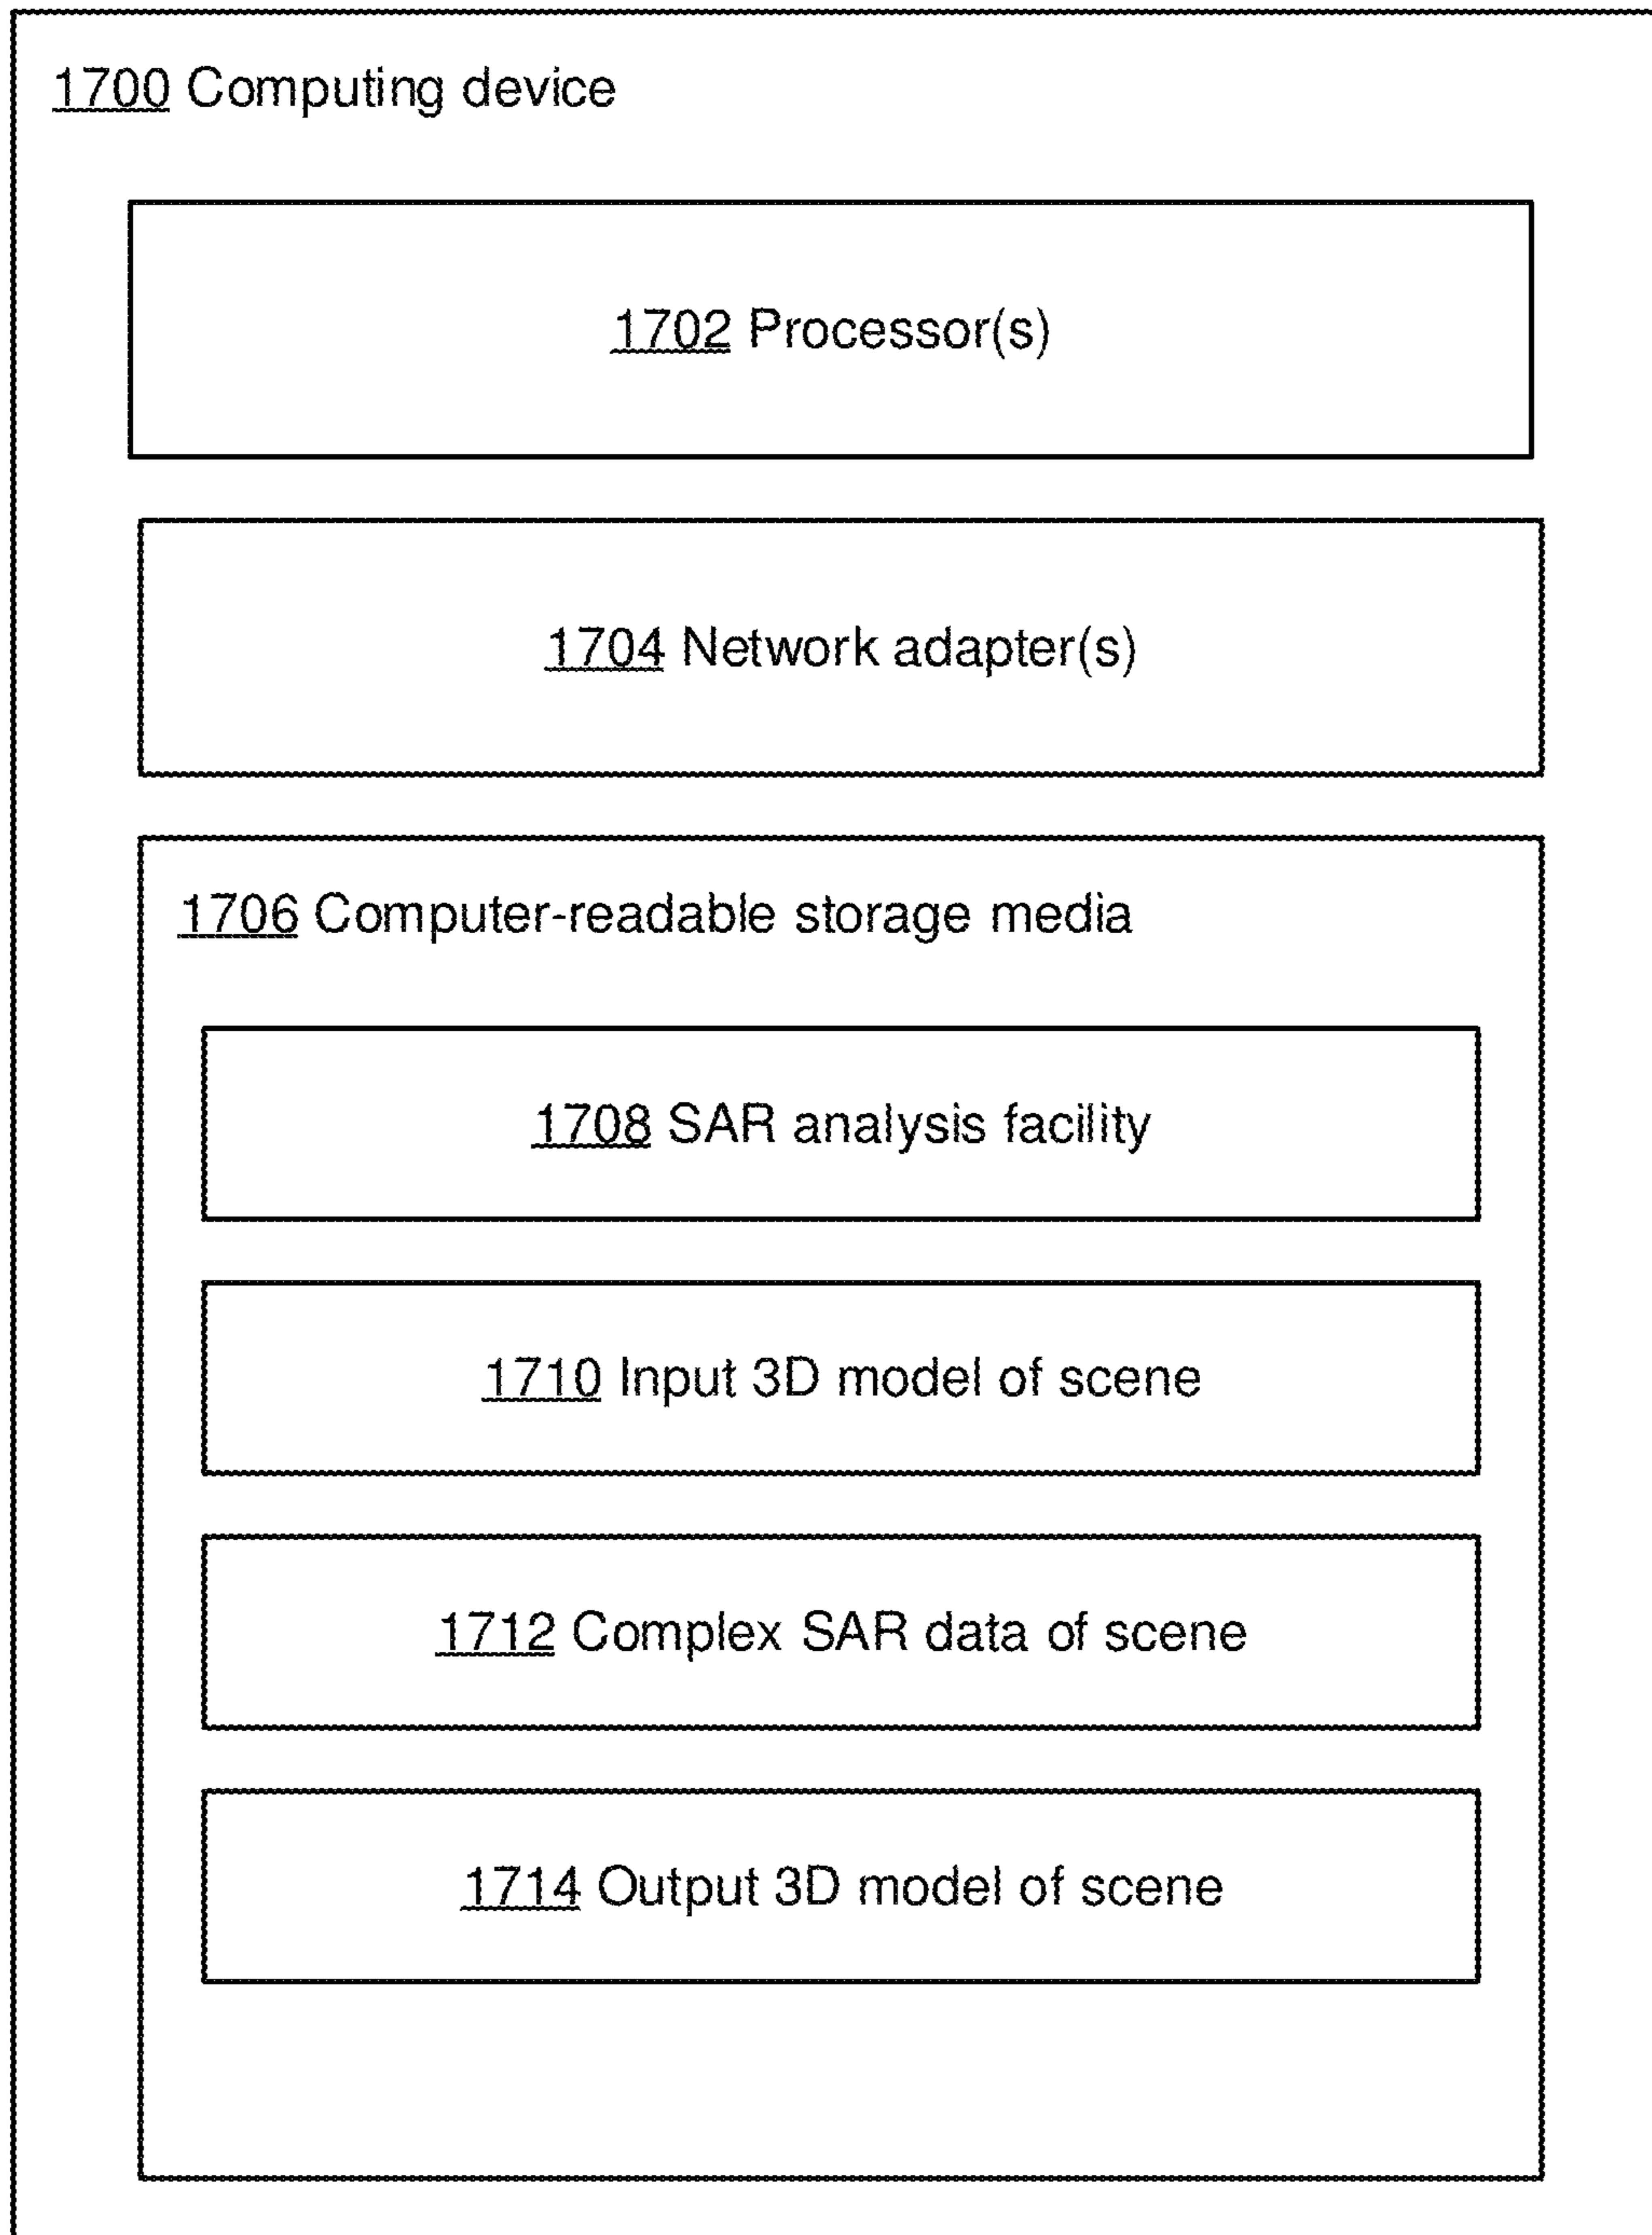 1700 Computing device
1702 Processor(s)
1704 Network adapter(s)
1706 Computer-readable storage media
1708 SAR analysis facility
1710 Input 3D model of scene
1712 Complex SAR data of scene
1714 Output 3D model of scene